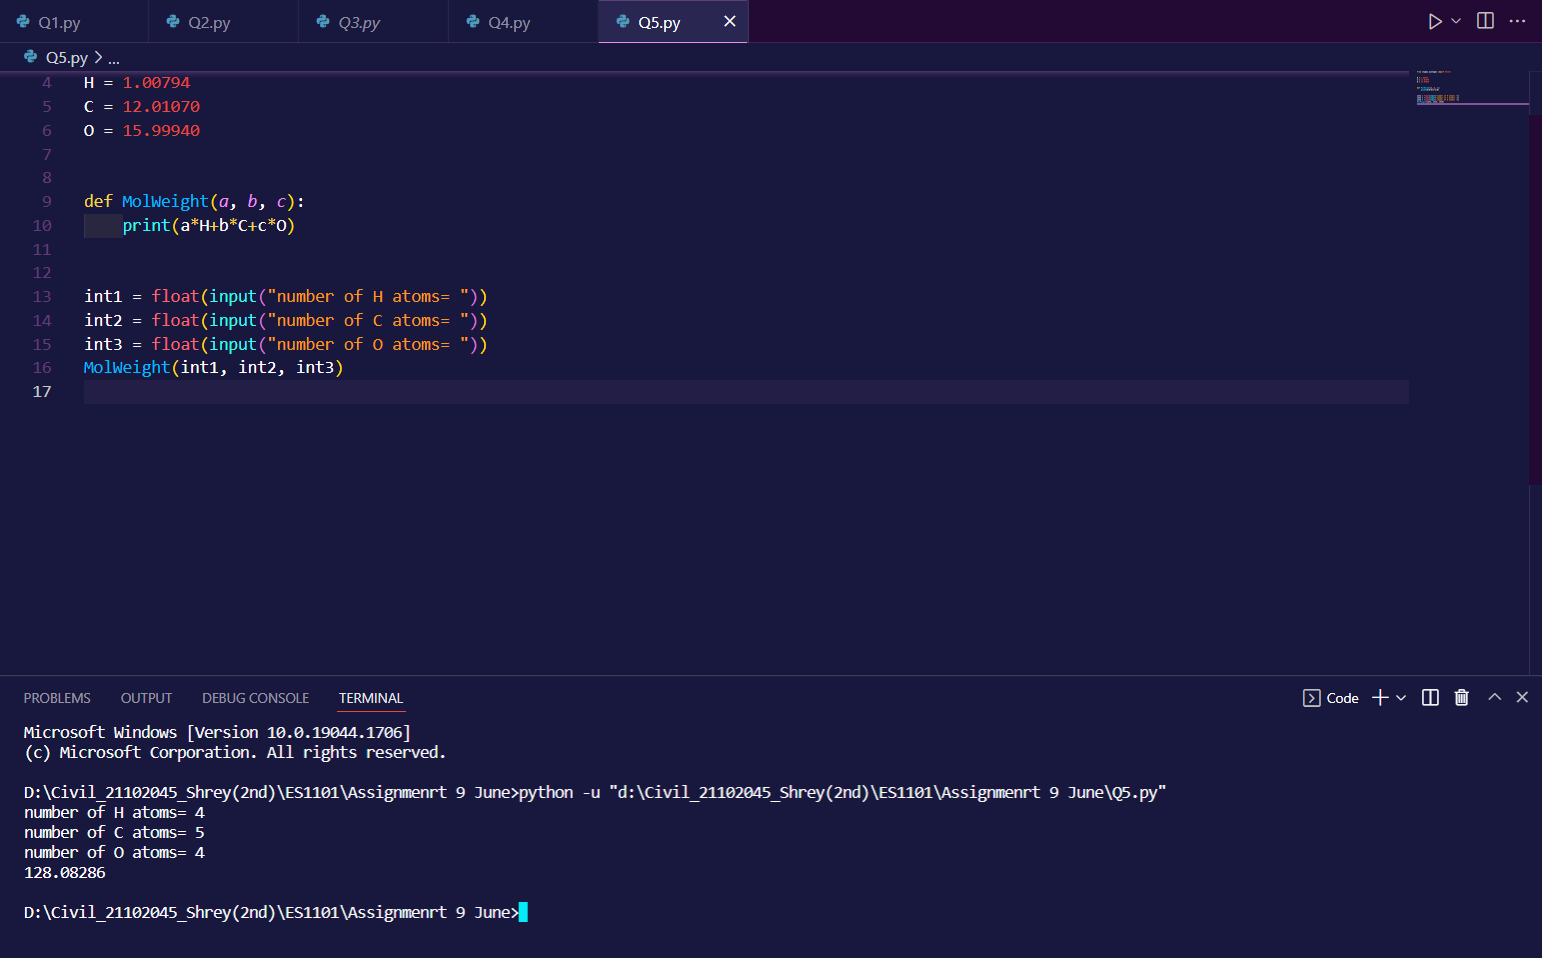 Q1.py Q2.py Q3.py Q4.py Q5.py
Q5.py > ...
4 H = 1.00794
5 C = 12.01070
6 O = 15.99940
7
8
9 def MolWeight(a, b, c):
10 print(a*H+b*C+c*O)
11
12
13 int1 = float(input("number of H atoms= "))
14 int2 = float(input("number of C atoms= "))
15 int3 = float(input("number of O atoms= "))
16 MolWeight(int1, int2, int3)
17
PROBLEMS OUTPUT DEBUG CONSOLE TERMINAL Code
Microsoft Windows [Version 10.0.19044.1706]
(c) Microsoft Corporation. All rights reserved.
D:\Civil_21102045_Shrey(2nd)\ES1101\Assignmenrt 9 June>python -u "d:\Civil_21102045_Shrey(2nd)\ES1101\Assignmenrt 9 June\Q5.py"
number of H atoms= 4
number of C atoms= 5
number of O atoms= 4
128.08286
D:\Civil_21102045_Shrey(2nd)\ES1101\Assignmenrt 9 June>